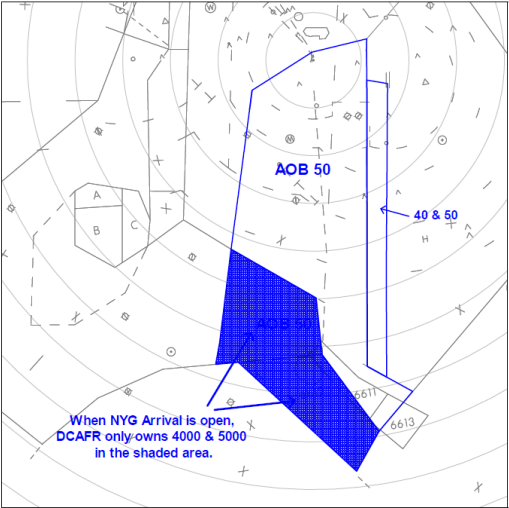 AOB 50
40 & 50
A
B
C
H
AOB 50
6611
6613
When NYG Arrival is open,
DCAFR only owns 4000 & 5000
in the shaded area.